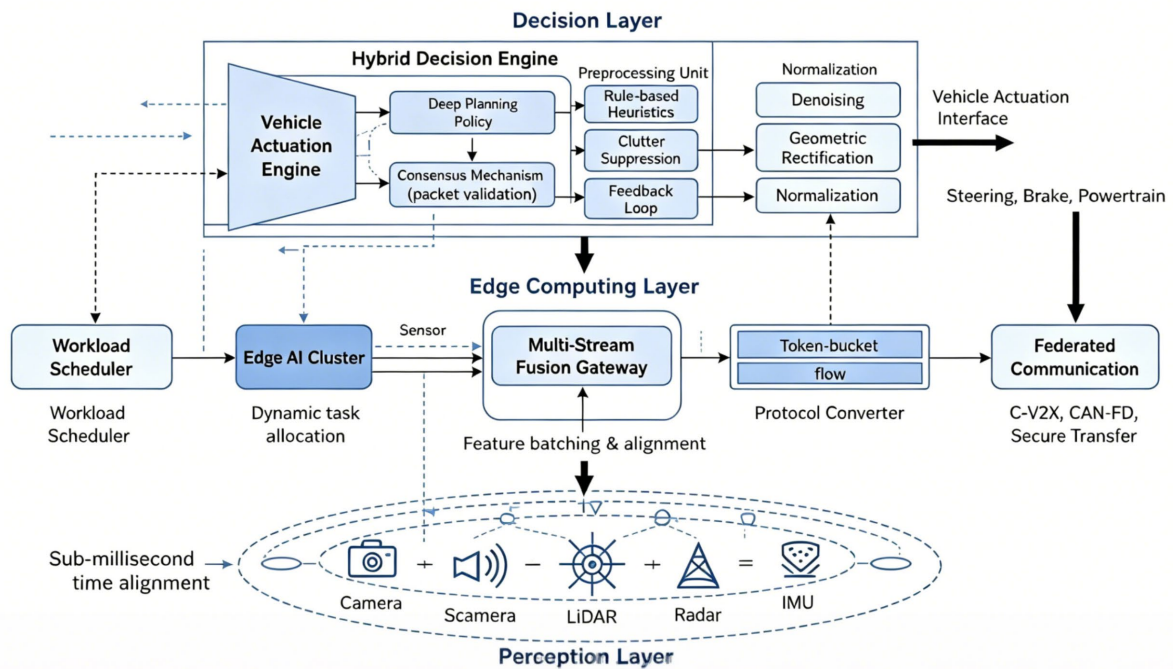 Decision Layer
Hybrid Decision Engine
Vehicle
Actuation
Engine
Deep Planning
Policy
Consensus Mechanism
(packet validation)
Preprocessing Unit
Rule-based
Heuristics
Clutter
Suppression
Feedback
Loop
Normalization
Denoising
Geometric
Rectification
Normalization
Vehicle Actuation
Interface
Steering, Brake, Powertrain
Edge Computing Layer
Workload
Scheduler
Workload
Scheduler
Edge AI Cluster
Dynamic task
allocation
Sensor
Multi-Stream
Fusion Gateway
Feature batching & alignment
Token-bucket
flow
Protocol Converter
Federated
Communication
C-V2X, CAN-FD,
Secure Transfer
Sub-millisecond
time alignment
Camera
+
Scamera
−
LiDAR
+
Radar
=
IMU
Perception Layer